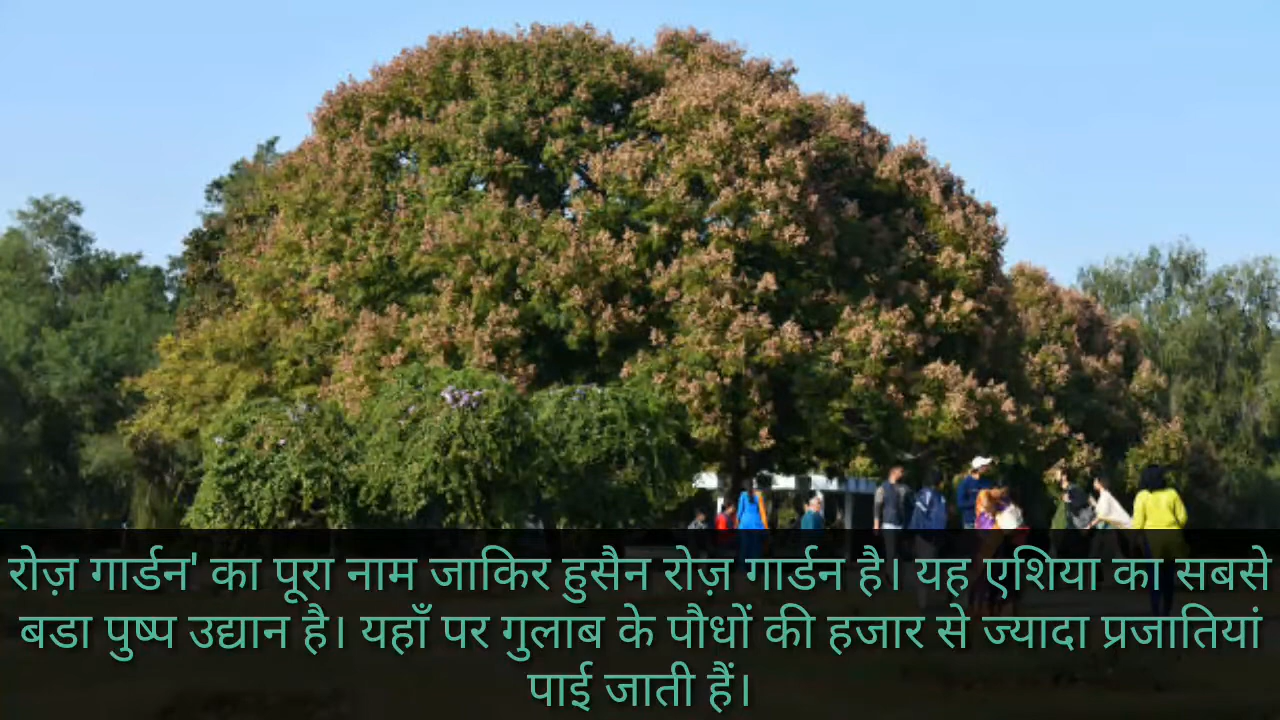 रोज़ गार्डन' का पूरा नाम जाकिर हुसैन रोज़ गार्डन है। यह एशिया का सबसे
बडा पुष्प उद्यान है। यहाँ पर गुलाब के पौधों की हजार से ज्यादा प्रजातियां
पाई जाती हैं।